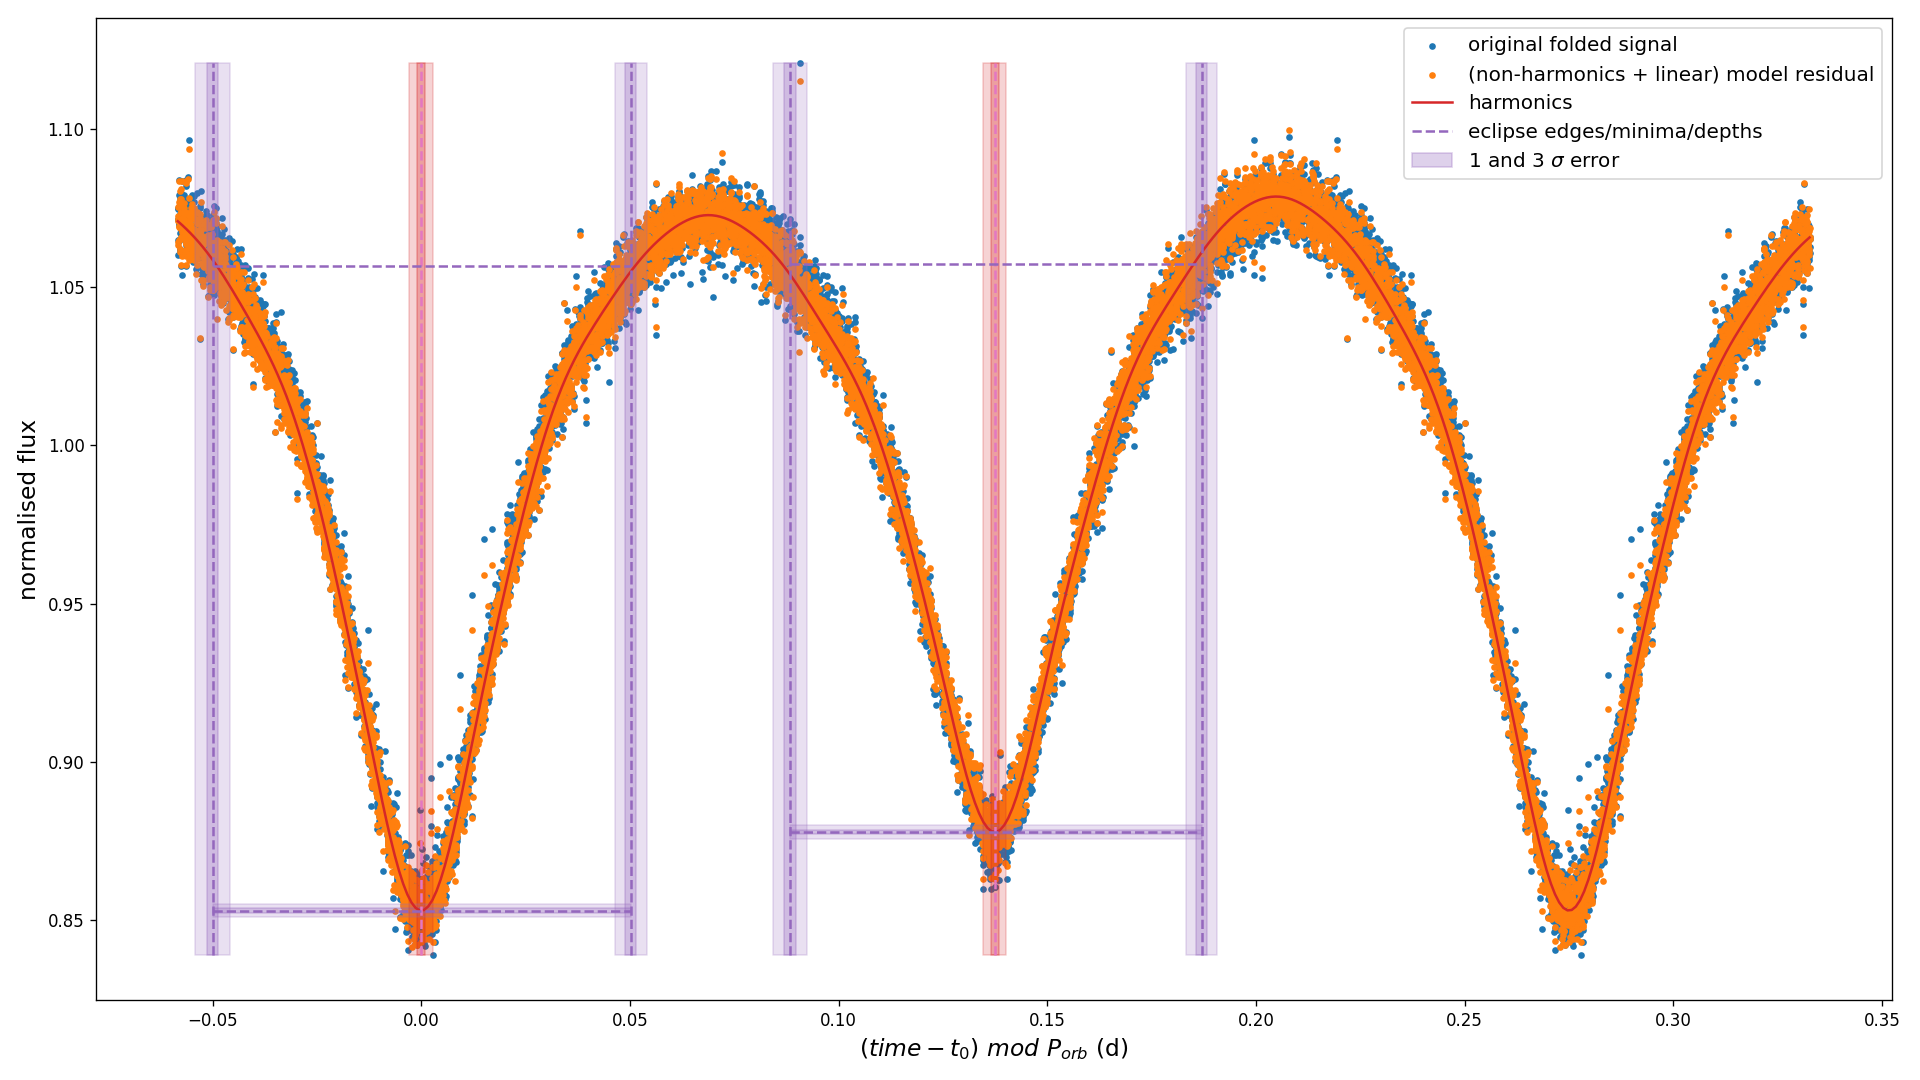 original folded signal
(non-harmonics + linear) model residual
harmonics
eclipse edges/minima/depths
1 and 3 σ error
1.10
1.05
1.00
0.95
0.90
0.85
normalised flux
−0.05 0.00 0.05 0.10 0.15 0.20 0.25 0.30 0.35
(time − t₀) mod P_orb (d)